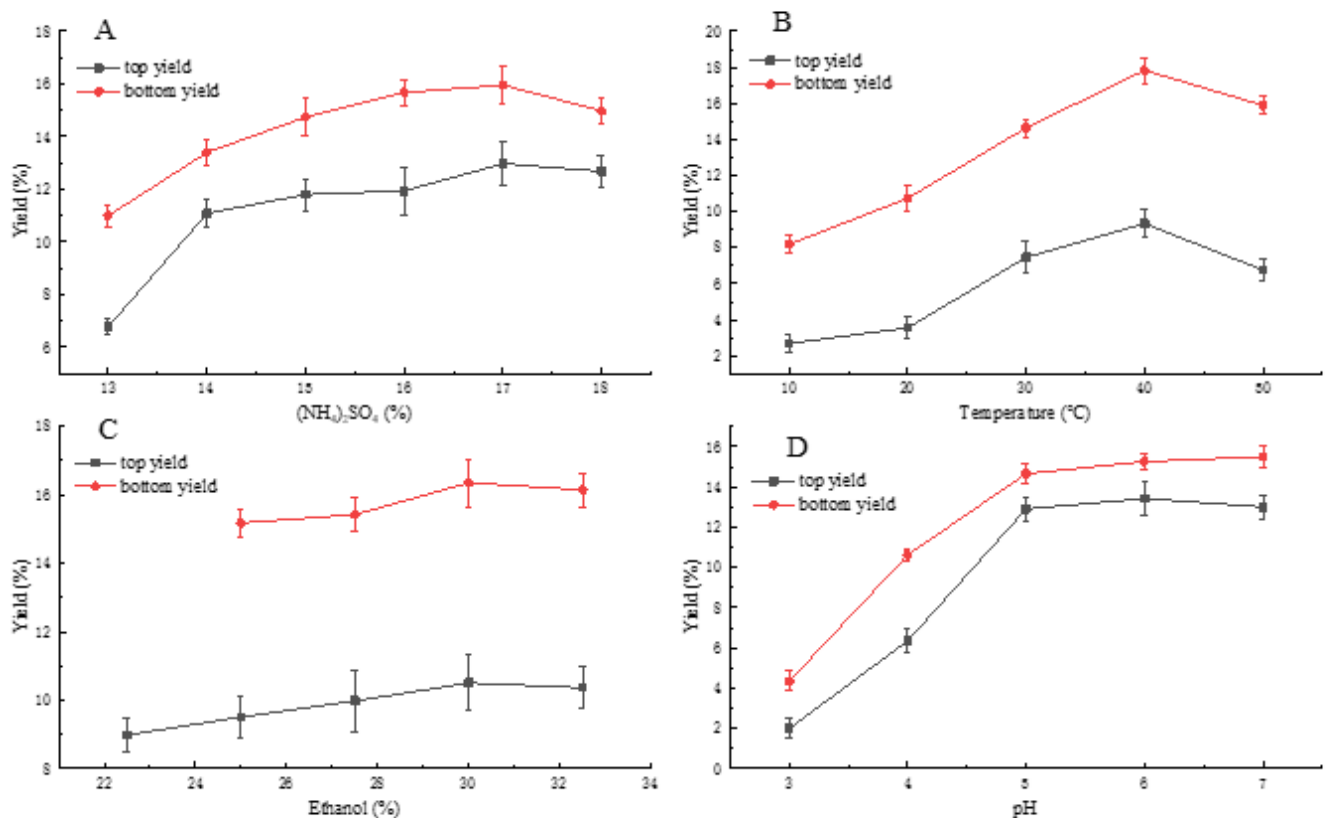 A
top yield
bottom yield
Yield (%)
18
16
14
12
10
8
6
13 14 15 16 17 18
(NH₄)₂SO₄ (%)
B
top yield
bottom yield
Yield (%)
20
18
16
14
12
10
8
6
4
2
10 20 30 40 50
Temperature (°C)
C
top yield
bottom yield
Yield (%)
18
16
14
12
10
8
22 24 26 28 30 32 34
Ethanol (%)
D
top yield
bottom yield
Yield (%)
16
14
12
10
8
6
4
2
0
3 4 5 6 7
pH